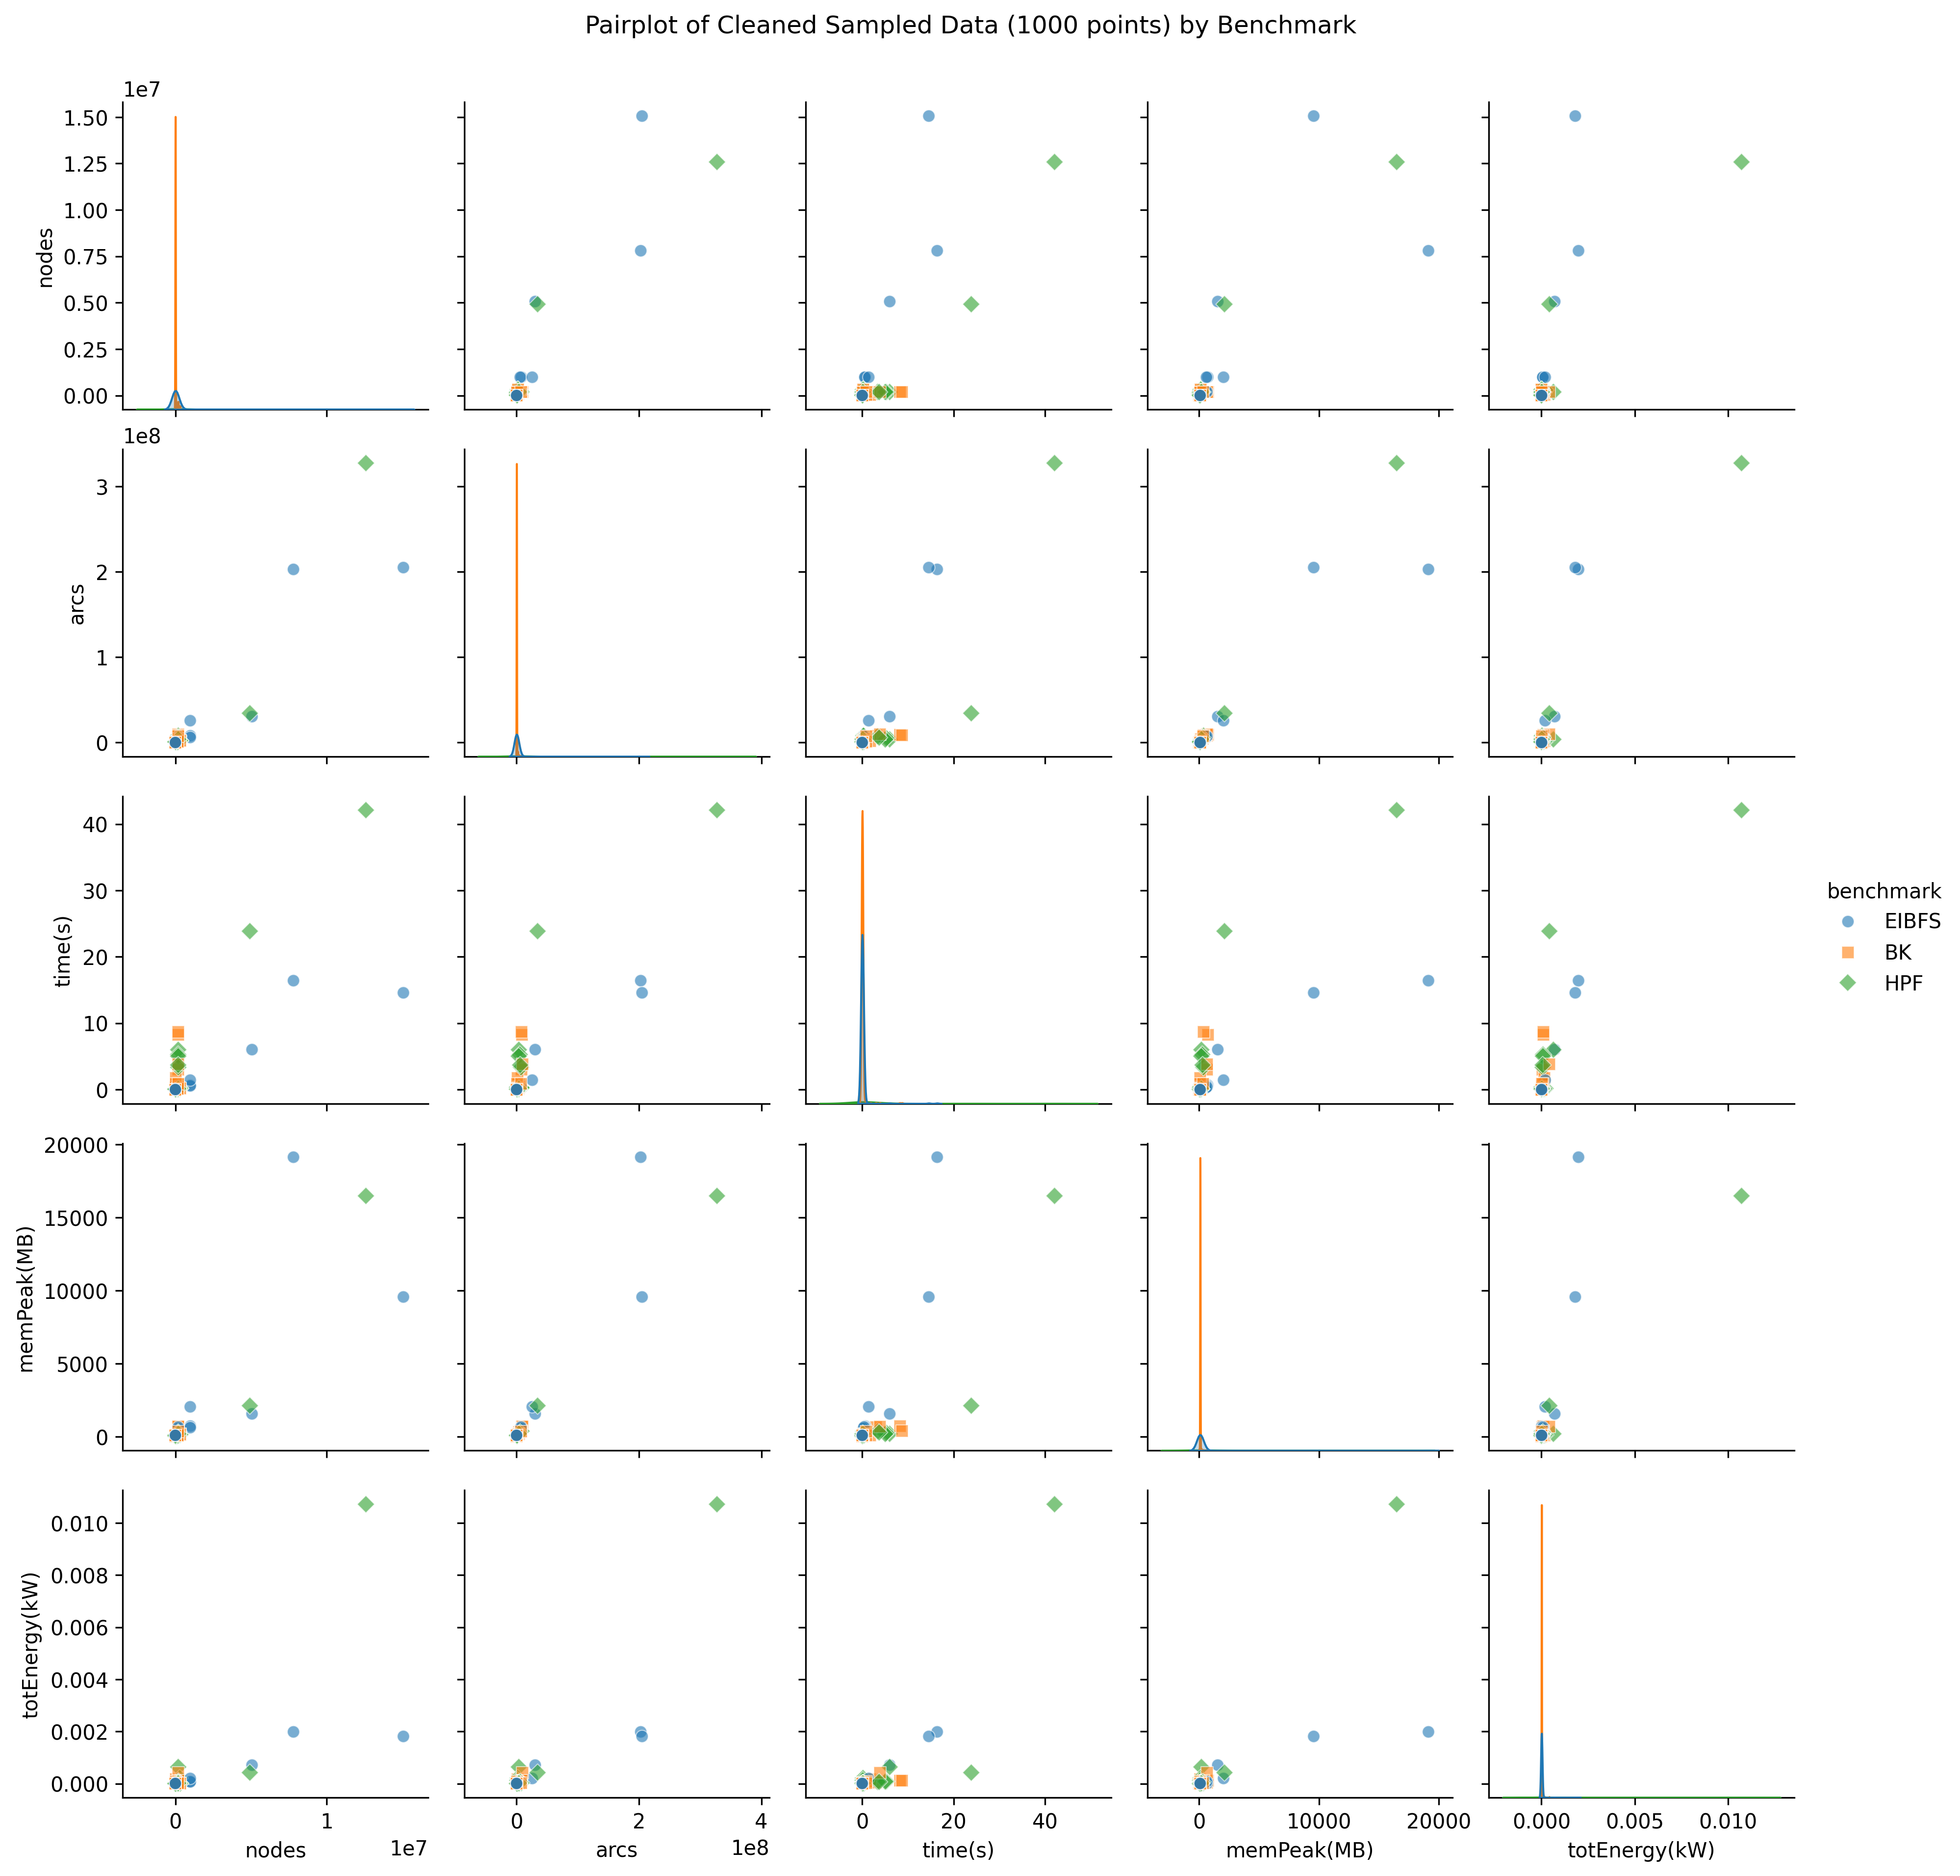 Pairplot of Cleaned Sampled Data (1000 points) by Benchmark
1e7
1.50
1.25
1.00
0.75
0.50
0.25
0.00
nodes
1e8
3
2
1
0
arcs
40
30
20
10
0
time(s)
benchmark
EIBFS
BK
HPF
20000
15000
10000
5000
0
memPeak(MB)
0.010
0.008
0.006
0.004
0.002
0.000
totEnergy(kW)
0 1 0 2 4 0 20 40 0 10000 20000 0.000 0.005 0.010
nodes 1e7 arcs 1e8 time(s) memPeak(MB) totEnergy(kW)